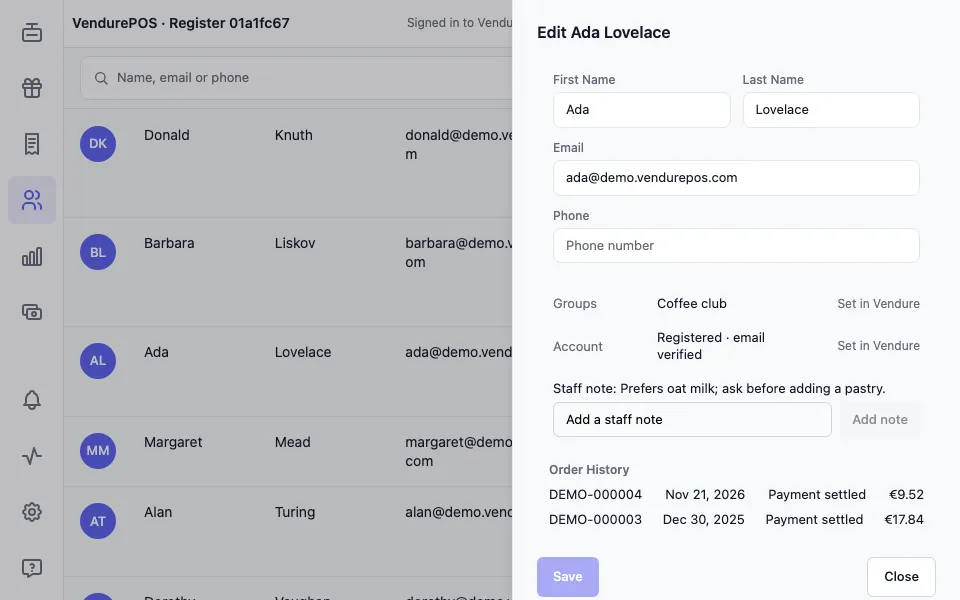 VendurePOS · Register 01a1fc67
Signed in to Vendu
Name, email or phone
DK Donald Knuth donald@demo.ve
m
BL Barbara Liskov barbara@demo.v
om
AL Ada Lovelace ada@demo.vend
MM Margaret Mead margaret@demo
com
AT Alan Turing alan@demo.vend
Edit Ada Lovelace
First Name Last Name
Ada Lovelace
Email
ada@demo.vendurepos.com
Phone
Phone number
Groups Coffee club Set in Vendure
Account Registered · email
verified Set in Vendure
Staff note: Prefers oat milk; ask before adding a pastry.
Add a staff note Add note
Order History
DEMO-000004 Nov 21, 2026 Payment settled €9.52
DEMO-000003 Dec 30, 2025 Payment settled €17.84
Save Close